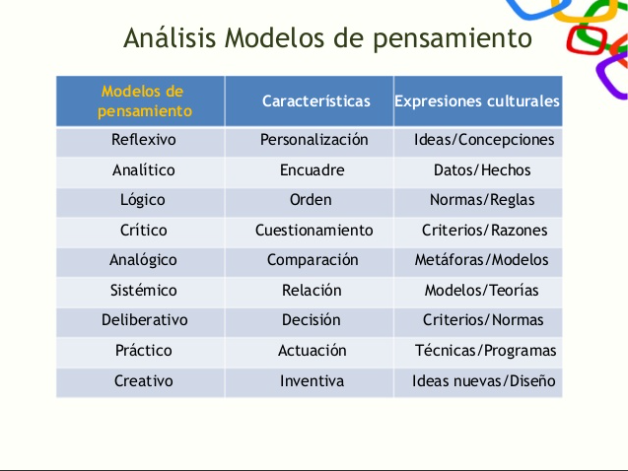 Análisis Modelos de pensamiento
Modelos de
pensamiento
Características
Expresiones culturales
Reflexivo Personalización Ideas/Concepciones
Analítico Encuadre Datos/Hechos
Lógico Orden Normas/Reglas
Crítico Cuestionamiento Criterios/Razones
Analógico Comparación Metáforas/Modelos
Sistémico Relación Modelos/Teorías
Deliberativo Decisión Criterios/Normas
Práctico Actuación Técnicas/Programas
Creativo Inventiva Ideas nuevas/Diseño